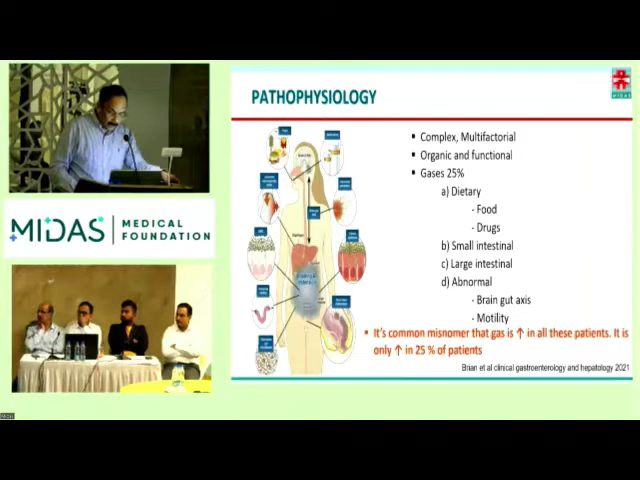 MIDAS
MEDICAL
FOUNDATION
PATHOPHYSIOLOGY
MIDAS
▪ Complex, Multifactorial
▪ Organic and functional
▪ Gases 25%
a) Dietary
- Food
- Drugs
b) Small intestinal
c) Large intestinal
d) Abnormal
- Brain gut axis
- Motility
▪ It's common misnomer that gas is ↑ in all these patients. It is
only ↑ in 25 % of patients
Brian et al clinical gastroenterology and hepatology 2021